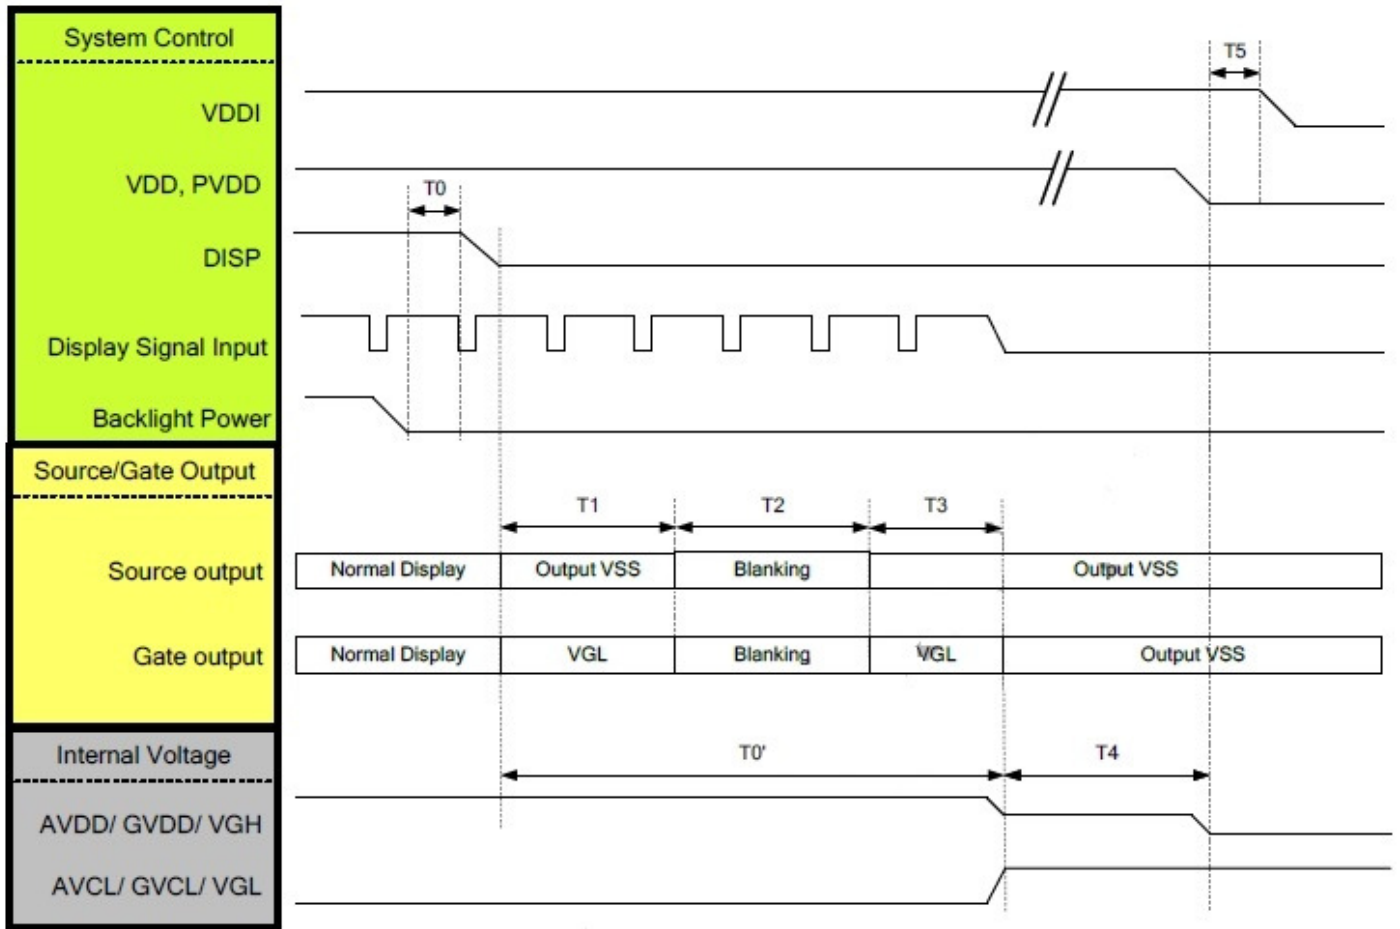 System Control
T5
VDDI
VDD, PVDD
T0
DISP
Display Signal Input
Backlight Power
Source/Gate Output
T1 T2 T3
Source output Normal Display Output VSS Blanking Output VSS
Gate output Normal Display VGL Blanking VGL Output VSS
Internal Voltage T0' T4
AVDD/ GVDD/ VGH
AVCL/ GVCL/ VGL